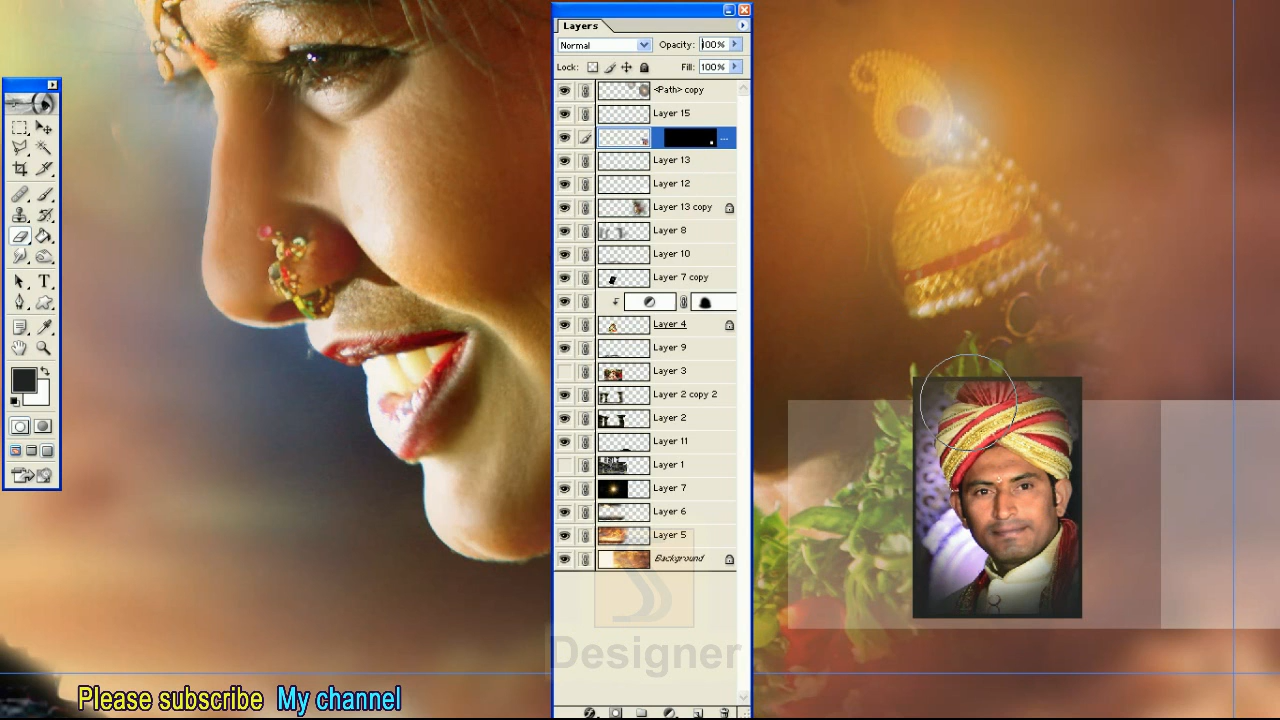 Layers
Normal
Opacity: 100%
Lock:
Fill: 100%
<Path> copy
Layer 15
...
Layer 13
Layer 12
Layer 13 copy
Layer 8
Layer 10
Layer 7 copy
Layer 4
Layer 9
Layer 3
Layer 2 copy 2
Layer 2
Layer 11
Layer 1
Layer 7
Layer 6
Layer 5
Background
Designer
Please subscribe My channel